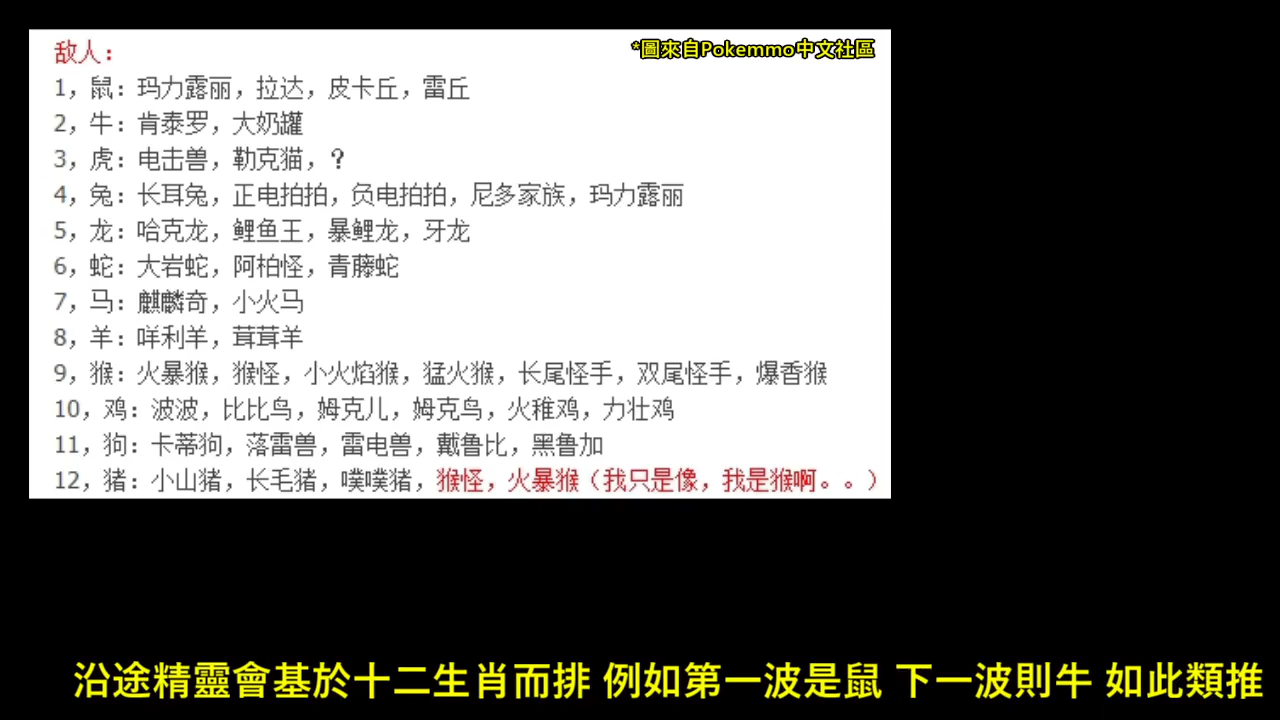 敌人：
*圖來自Pokemmo中文社區
1，鼠：玛力露丽，拉达，皮卡丘，雷丘
2，牛：肯泰罗，大奶罐
3，虎：电击兽，勒克猫，？
4，兔：长耳兔，正电拍拍，负电拍拍，尼多家族，玛力露丽
5，龙：哈克龙，鲤鱼王，暴鲤龙，牙龙
6，蛇：大岩蛇，阿柏怪，青藤蛇
7，马：麒麟奇，小火马
8，羊：咩利羊，茸茸羊
9，猴：火暴猴，猴怪，小火焰猴，猛火猴，长尾怪手，双尾怪手，爆香猴
10，鸡：波波，比比鸟，姆克儿，姆克鸟，火稚鸡，力壮鸡
11，狗：卡蒂狗，落雷兽，雷电兽，戴鲁比，黑鲁加
12，猪：小山猪，长毛猪，噗噗猪，猴怪，火暴猴（我只是像，我是猴啊。。）
沿途精靈會基於十二生肖而排 例如第一波是鼠 下一波則牛 如此類推